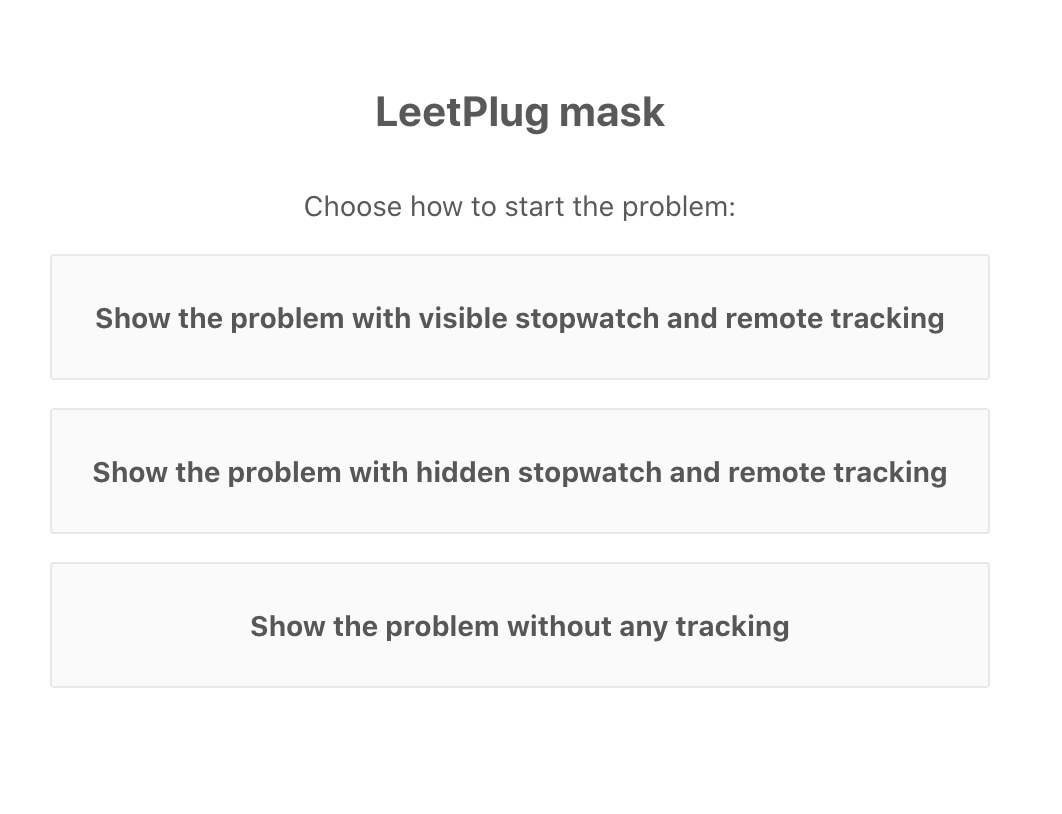 LeetPlug mask
Choose how to start the problem:
Show the problem with visible stopwatch and remote tracking
Show the problem with hidden stopwatch and remote tracking
Show the problem without any tracking